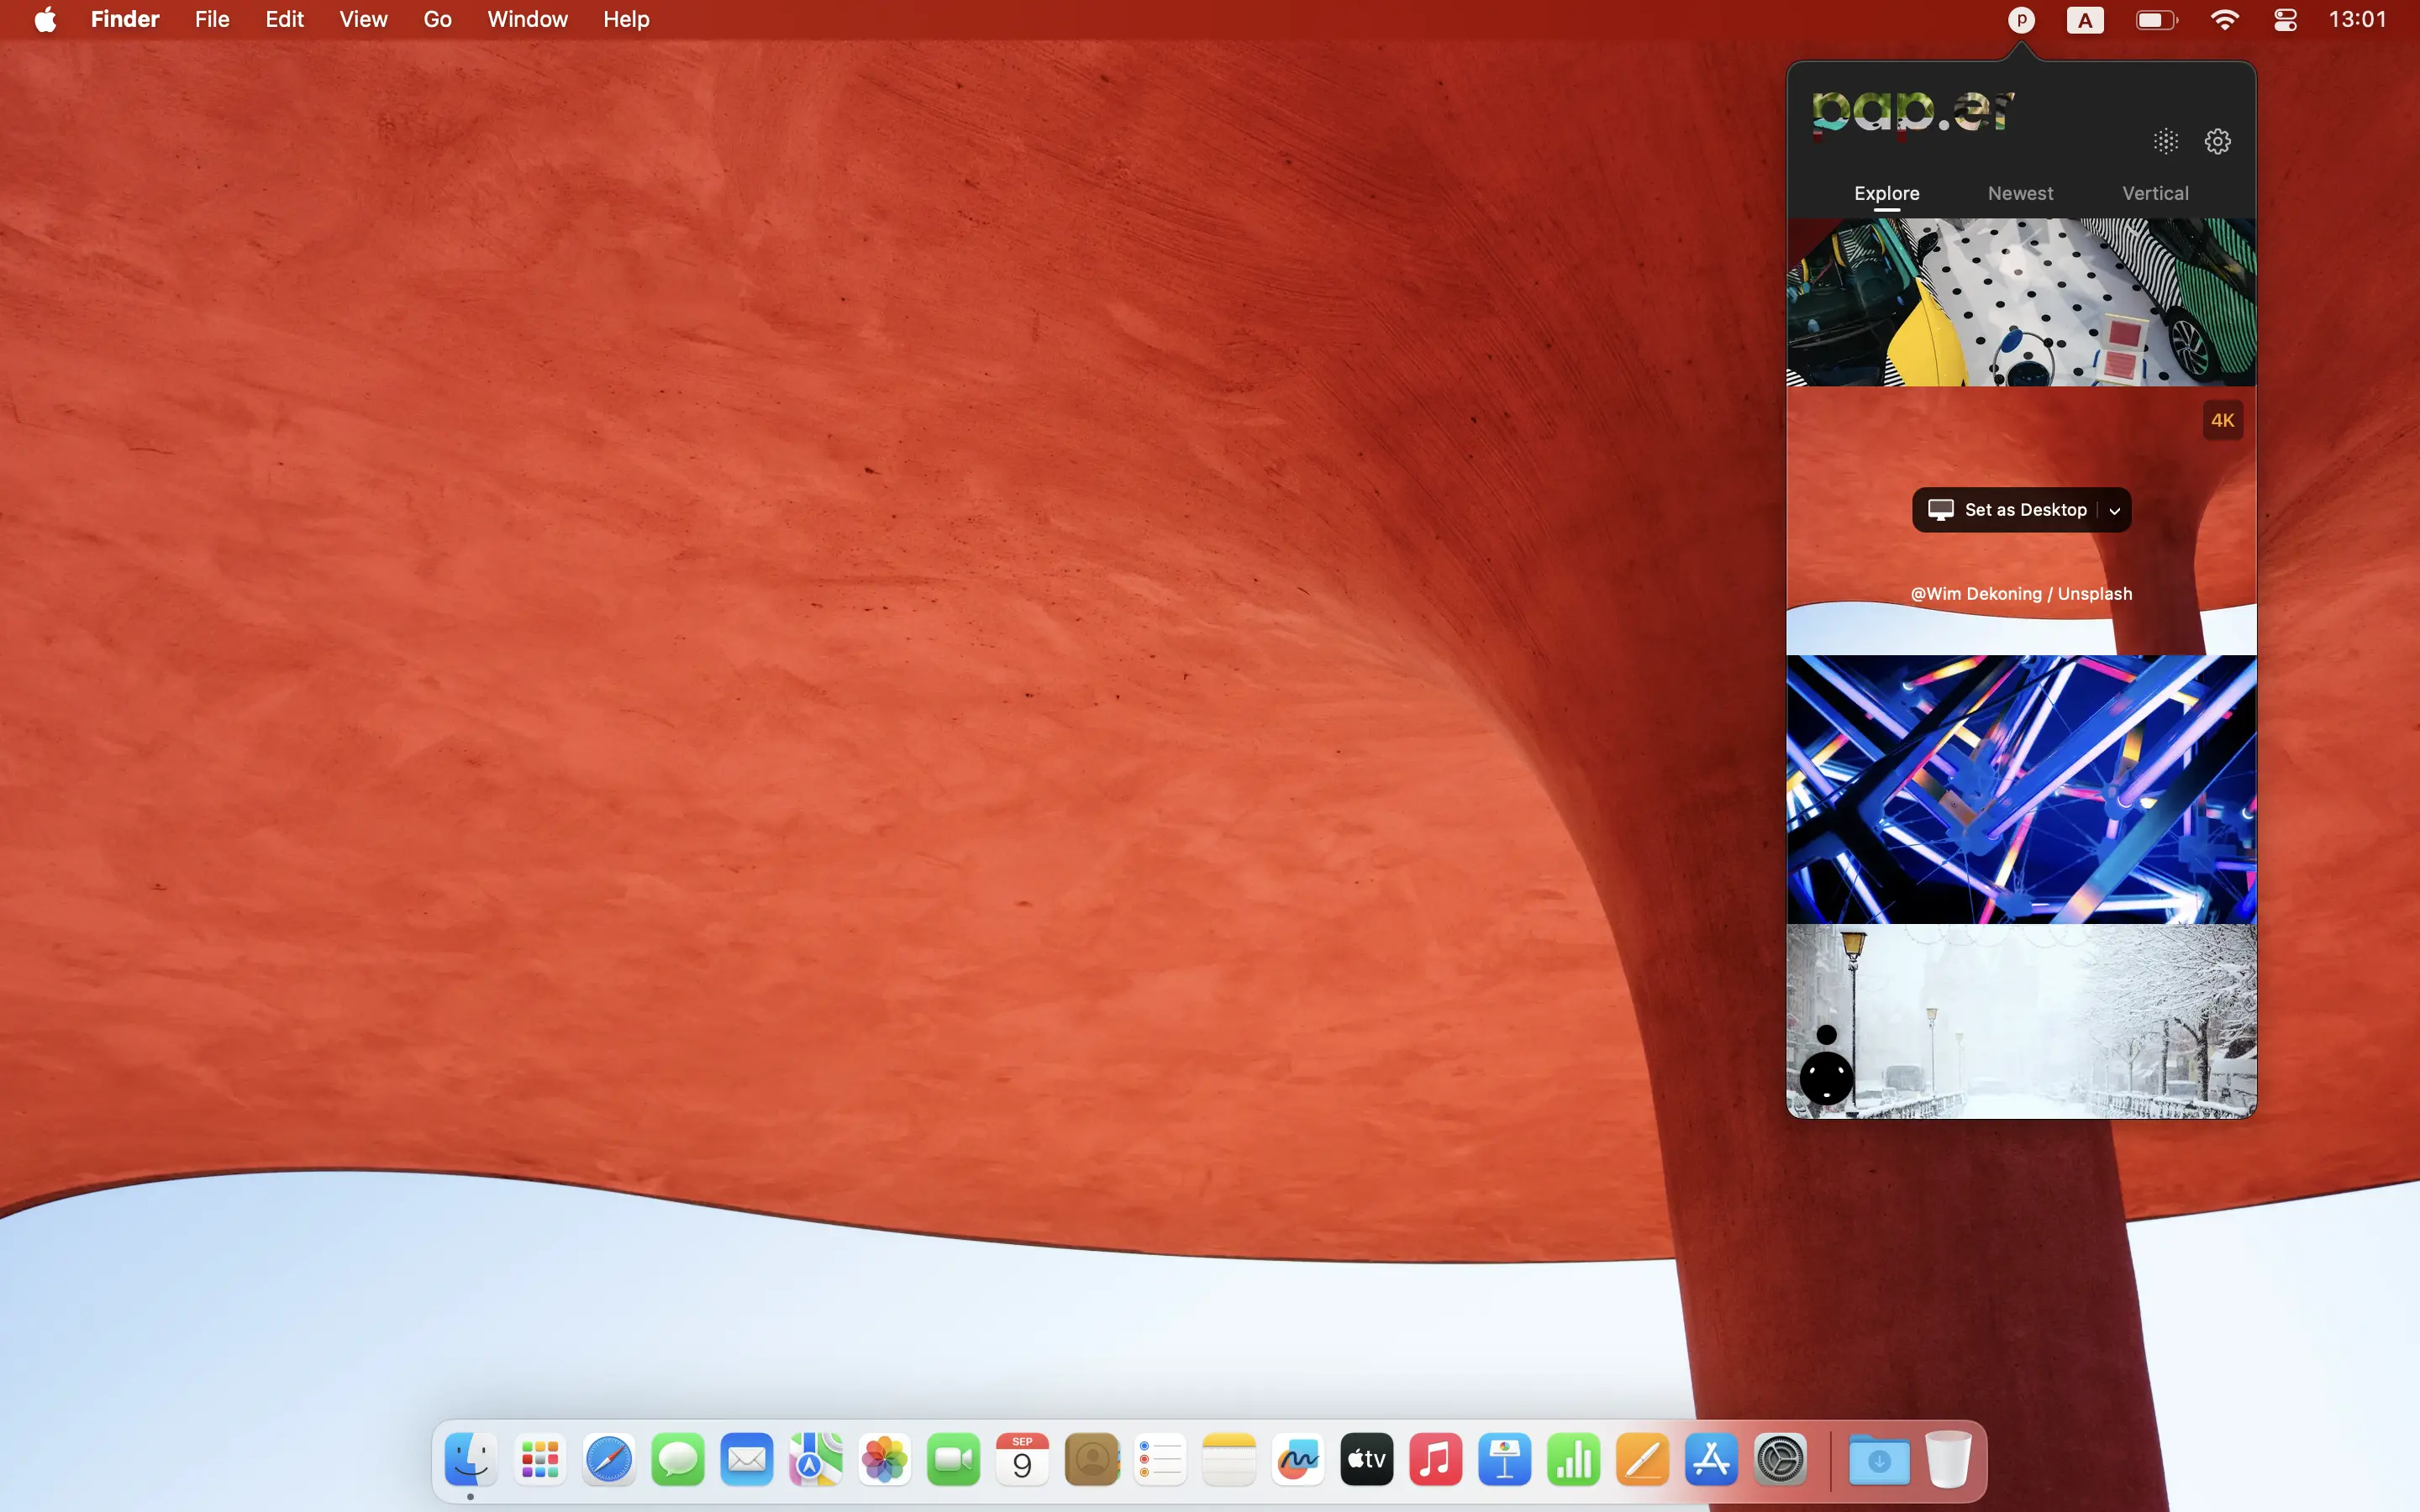 Finder File Edit View Go Window Help
p A 13:01
pap.er
Explore Newest Vertical
4K
Set as Desktop
@Wim Dekoning / Unsplash
SEP
9
tv